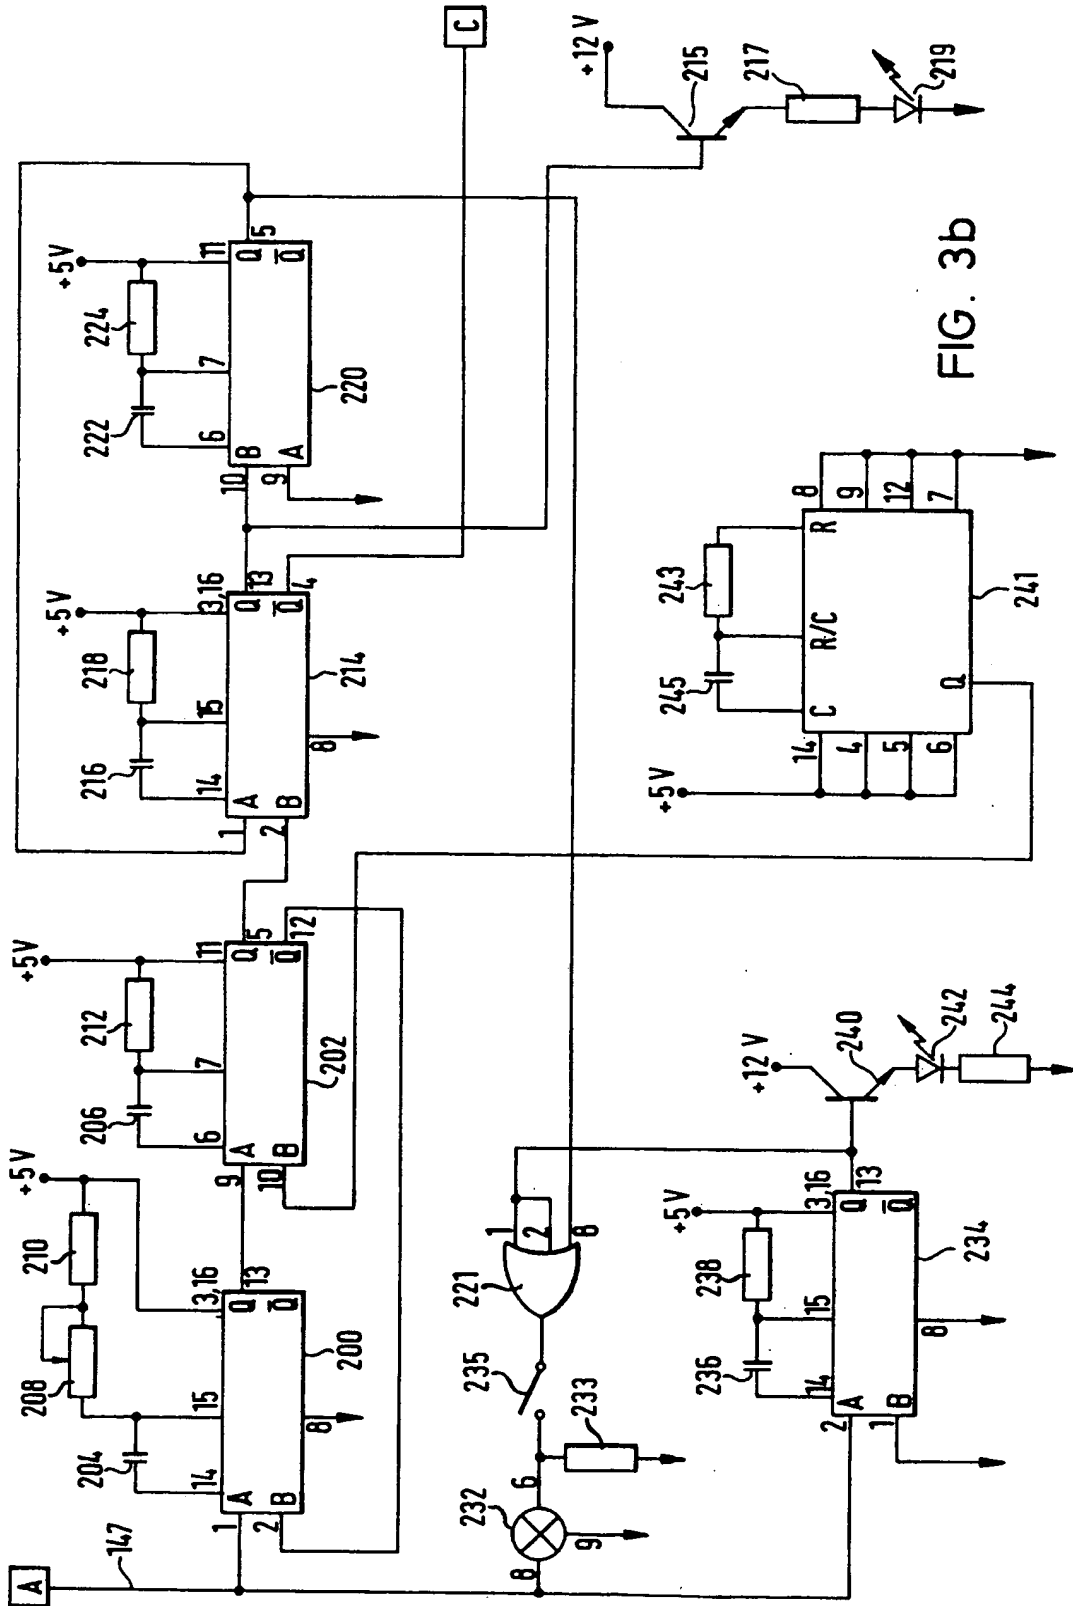 A
147
+5V
208
210
204
14
15
3,16
1
A
Q
13
2
B
Q̅
8
200
+5V
206
212
6
7
11
9
A
Q
5
10
B
Q̅
12
202
+5V
216
218
14
15
3,16
1
A
Q
13
2
B
Q̅
4
8
214
+5V
222
224
6
7
11
10
B
Q
5
9
A
Q̅
220
C
+12V
215
217
219
8
232
9
6
233
235
221
1
2
8
+5V
236
238
14
15
3,16
2
A
Q
13
1
B
Q̅
8
234
+12V
240
242
244
+5V
245
243
14
C
R/C
R
8
4
9
5
12
6
Q
7
241
FIG. 3b